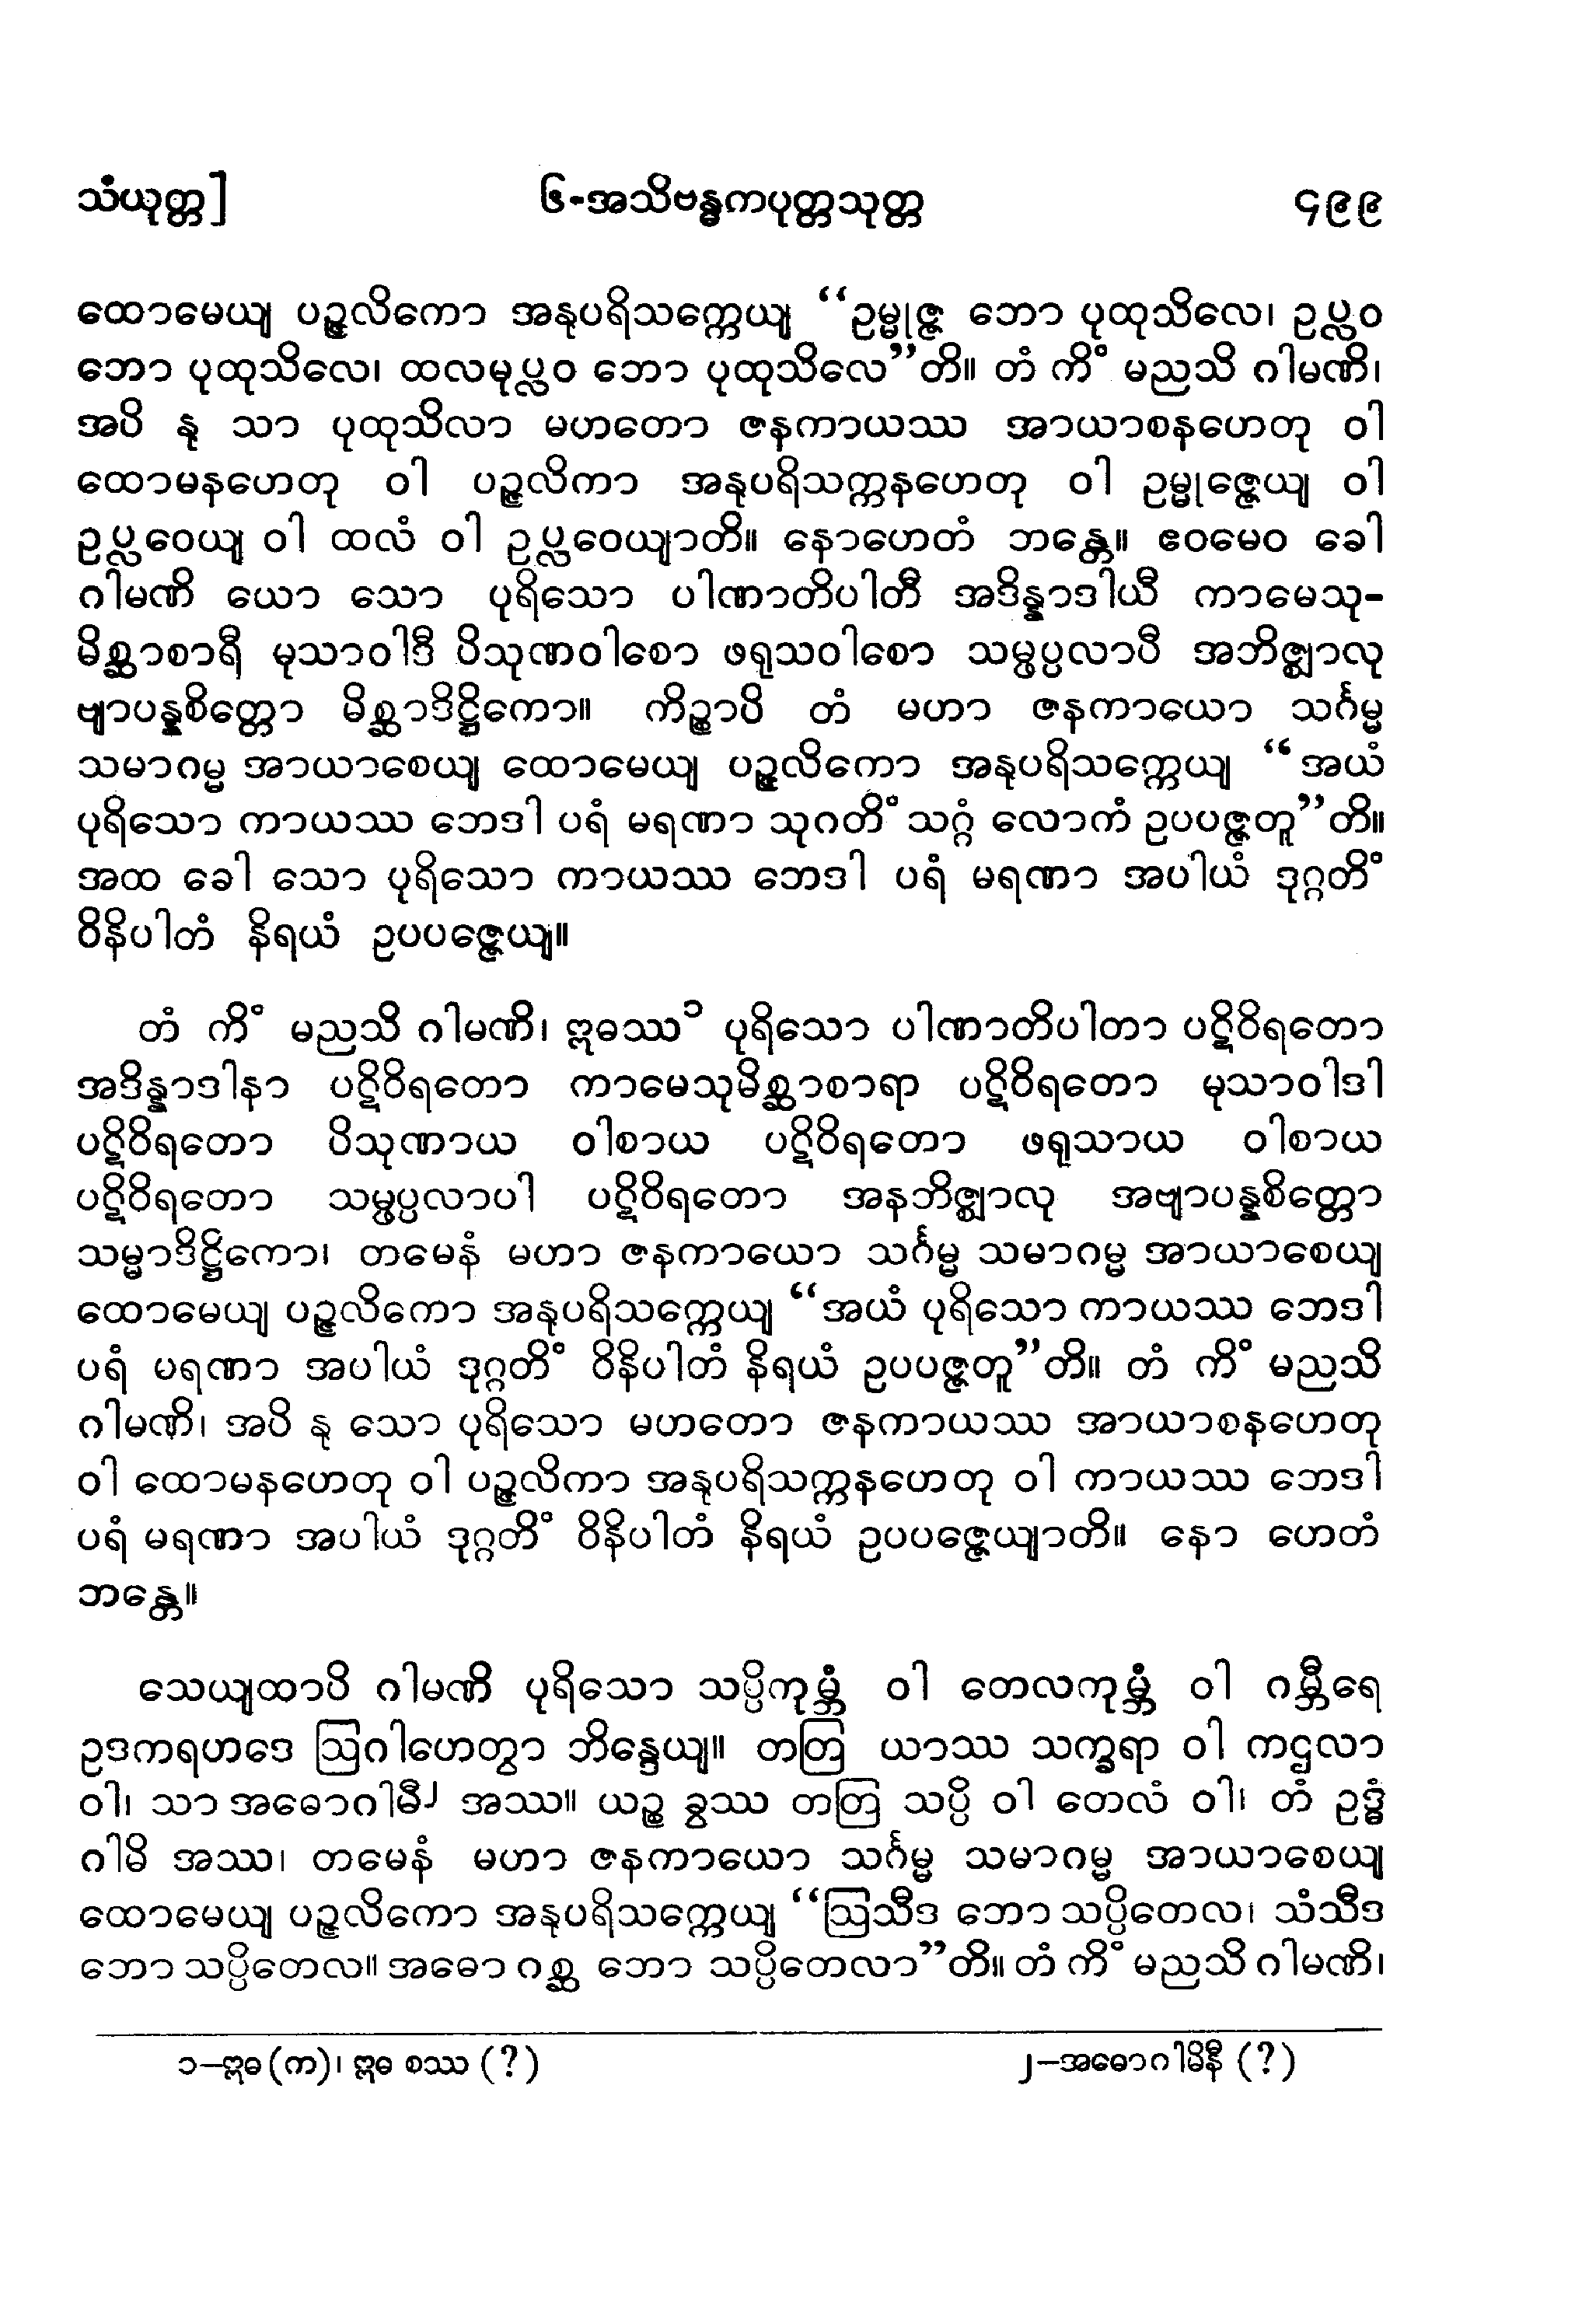 သံယုတ္တ] ၆-အသိဗန္ဓကပုတ္တသုတ္တ ၄၉၉
ထောမေယျ ပဉ္ဇလိကော အနုပရိသက္ကေယျ “ဥမ္မုဇ္ဇ ဘော ပုထုသိလေ၊ ဥပ္လဝ
ဘော ပုထုသိလေ၊ ထလမုပ္လဝ ဘော ပုထုသိလေ”တိ။ တံ ကိံ မညသိ ဂါမဏိ၊
အပိ နု သာ ပုထုသိလာ မဟတော ဇနကာယဿ အာယာစနဟေတု ဝါ
ထောမနဟေတု ဝါ ပဉ္ဇလိကာ အနုပရိသက္ကနဟေတု ဝါ ဥမ္မုဇ္ဇေယျ ဝါ
ဥပ္လဝေယျ ဝါ ထလံ ဝါ ဥပ္လဝေယျာတိ။ နောဟေတံ ဘန္တေ။ ဧဝမေဝ ခေါ
ဂါမဏိ ယော သော ပုရိသော ပါဏာတိပါတီ အဒိန္နာဒါယီ ကာမေသု-
မိစ္ဆာစာရီ မုသာဝါဒီ ပိသုဏဝါစော ဖရုသဝါစော သမ္ဖပ္ပလာပီ အဘိဇ္ဈာလု
ဗျာပန္နစိတ္တော မိစ္ဆာဒိဋ္ဌိကော။ ကိဉ္စာပိ တံ မဟာ ဇနကာယော သင်္ဂမ္မ
သမာဂမ္မ အာယာစေယျ ထောမေယျ ပဉ္ဇလိကော အနုပရိသက္ကေယျ “အယံ
ပုရိသော ကာယဿ ဘေဒါ ပရံ မရဏာ သုဂတိံ သဂ္ဂံ လောကံ ဥပပဇ္ဇတူ”တိ။
အထ ခေါ သော ပုရိသော ကာယဿ ဘေဒါ ပရံ မရဏာ အပါယံ ဒုဂ္ဂတိံ
ဝိနိပါတံ နိရယံ ဥပပဇ္ဇေယျ။
တံ ကိံ မညသိ ဂါမဏိ၊ ဣဓဿ၁ ပုရိသော ပါဏာတိပါတာ ပဋိဝိရတော
အဒိန္နာဒါနာ ပဋိဝိရတော ကာမေသုမိစ္ဆာစာရာ ပဋိဝိရတော မုသာဝါဒါ
ပဋိဝိရတော ပိသုဏာယ ဝါစာယ ပဋိဝိရတော ဖရုသာယ ဝါစာယ
ပဋိဝိရတော သမ္ဖပ္ပလာပါ ပဋိဝိရတော အနဘိဇ္ဈာလု အဗျာပန္နစိတ္တော
သမ္မာဒိဋ္ဌိကော၊ တမေနံ မဟာ ဇနကာယော သင်္ဂမ္မ သမာဂမ္မ အာယာစေယျ
ထောမေယျ ပဉ္ဇလိကော အနုပရိသက္ကေယျ “အယံ ပုရိသော ကာယဿ ဘေဒါ
ပရံ မရဏာ အပါယံ ဒုဂ္ဂတိံ ဝိနိပါတံ နိရယံ ဥပပဇ္ဇတူ”တိ။ တံ ကိံ မညသိ
ဂါမဏိ၊ အပိ နု သော ပုရိသော မဟတော ဇနကာယဿ အာယာစနဟေတု
ဝါ ထောမနဟေတု ဝါ ပဉ္ဇလိကာ အနုပရိသက္ကနဟေတု ဝါ ကာယဿ ဘေဒါ
ပရံ မရဏာ အပါယံ ဒုဂ္ဂတိံ ဝိနိပါတံ နိရယံ ဥပပဇ္ဇေယျာတိ။ နော ဟေတံ
ဘန္တေ။
သေယျထာပိ ဂါမဏိ ပုရိသော သပ္ပိကုမ္ဘံ ဝါ တေလကုမ္ဘံ ဝါ ဂမ္ဘီရေ
ဥဒကရဟဒေ ဩဂါဟေတွာ ဘိန္ဒေယျ။ တတြ ယာဿ သက္ခရာ ဝါ ကဌလာ
ဝါ၊ သာ အဓောဂါမီ၂ အဿ။ ယဉ္စ ခွဿ တတြ သပ္ပိ ဝါ တေလံ ဝါ၊ တံ ဥဒ္ဓံ
ဂါမိ အဿ၊ တမေနံ မဟာ ဇနကာယော သင်္ဂမ္မ သမာဂမ္မ အာယာစေယျ
ထောမေယျ ပဉ္ဇလိကော အနုပရိသက္ကေယျ “ဩသီဒ ဘော သပ္ပိတေလ၊ သံသီဒ
ဘော သပ္ပိတေလ။ အဓော ဂစ္ဆ ဘော သပ္ပိတေလာ”တိ။ တံ ကိံ မညသိ ဂါမဏိ၊
၁–ဣဓ (က)၊ ဣဓ စဿ (?) ၂–အဓောဂါမိနီ (?)